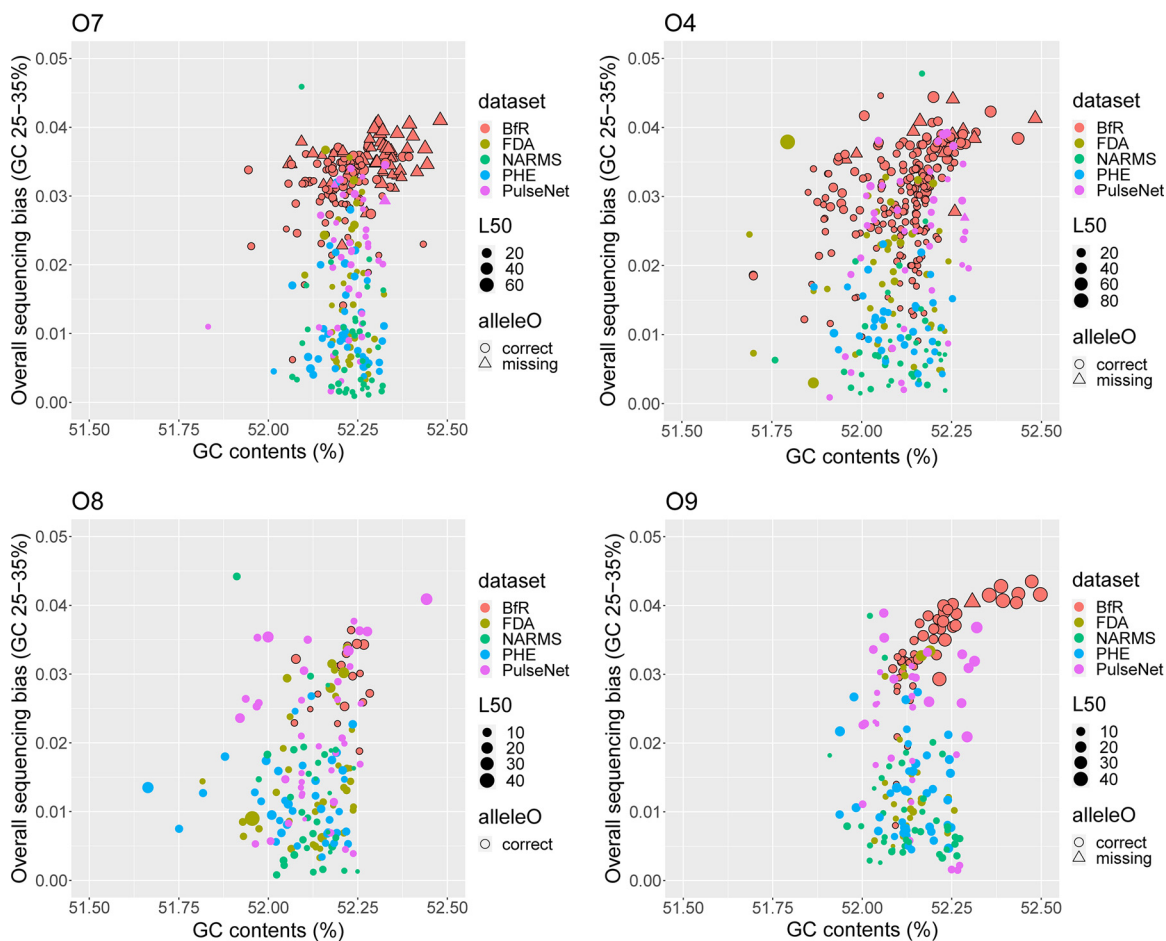 O7
Overall sequencing bias (GC 25−35%)
0.05
0.04
0.03
0.02
0.01
0.00
51.50
51.75
52.00
52.25
52.50
GC contents (%)
dataset
BfR
FDA
NARMS
PHE
PulseNet
L50
20
40
60
alleleO
correct
missing
O4
Overall sequencing bias (GC 25−35%)
0.05
0.04
0.03
0.02
0.01
0.00
51.50
51.75
52.00
52.25
52.50
GC contents (%)
dataset
BfR
FDA
NARMS
PHE
PulseNet
L50
20
40
60
80
alleleO
correct
missing
O8
Overall sequencing bias (GC 25−35%)
0.05
0.04
0.03
0.02
0.01
0.00
51.50
51.75
52.00
52.25
52.50
GC contents (%)
dataset
BfR
FDA
NARMS
PHE
PulseNet
L50
10
20
30
40
alleleO
correct
O9
Overall sequencing bias (GC 25−35%)
0.05
0.04
0.03
0.02
0.01
0.00
51.50
51.75
52.00
52.25
52.50
GC contents (%)
dataset
BfR
FDA
NARMS
PHE
PulseNet
L50
10
20
30
40
alleleO
correct
missing